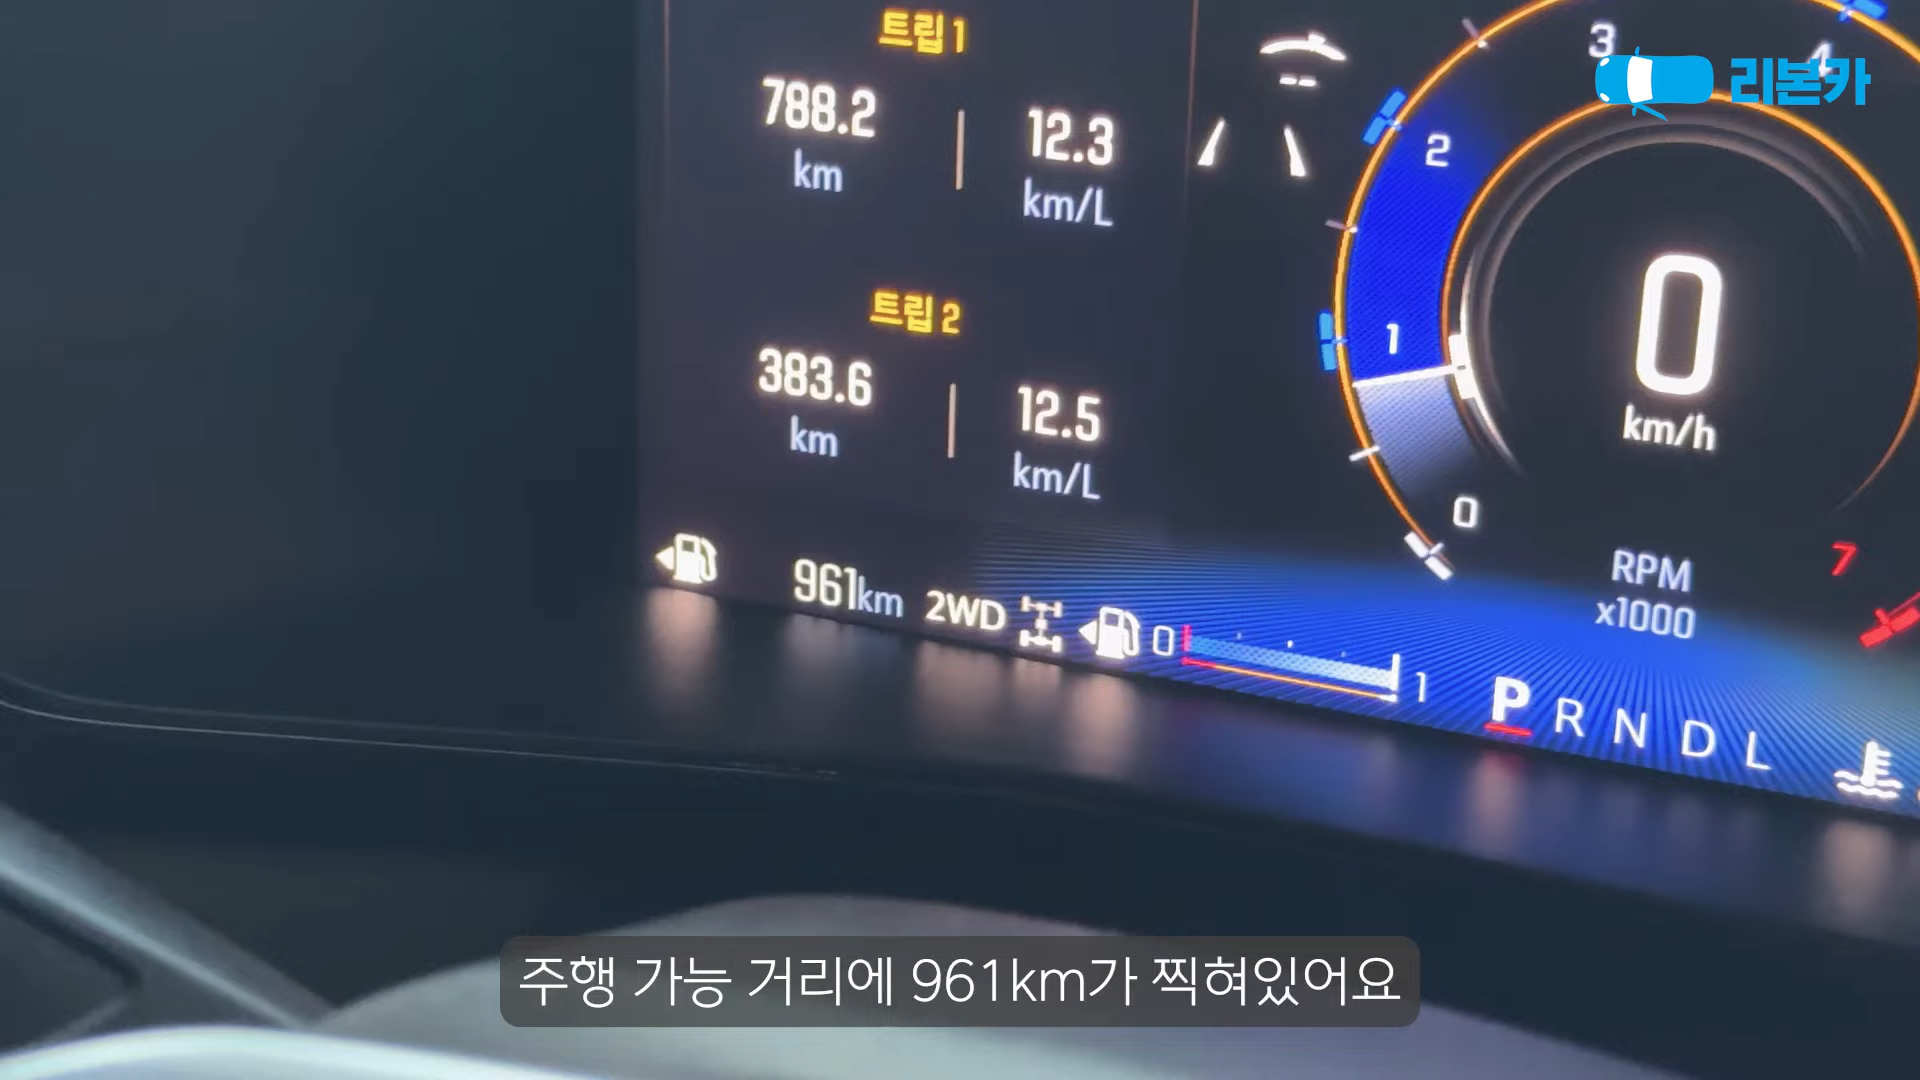 트립 1
788.2
km
12.3
km/L
트립 2
383.6
km
12.5
km/L
961km
2WD
0
1
P R N D L
0
1
2
3
4
7
0
km/h
RPM
x1000
리본카
주행 가능 거리에 961km가 찍혀있어요